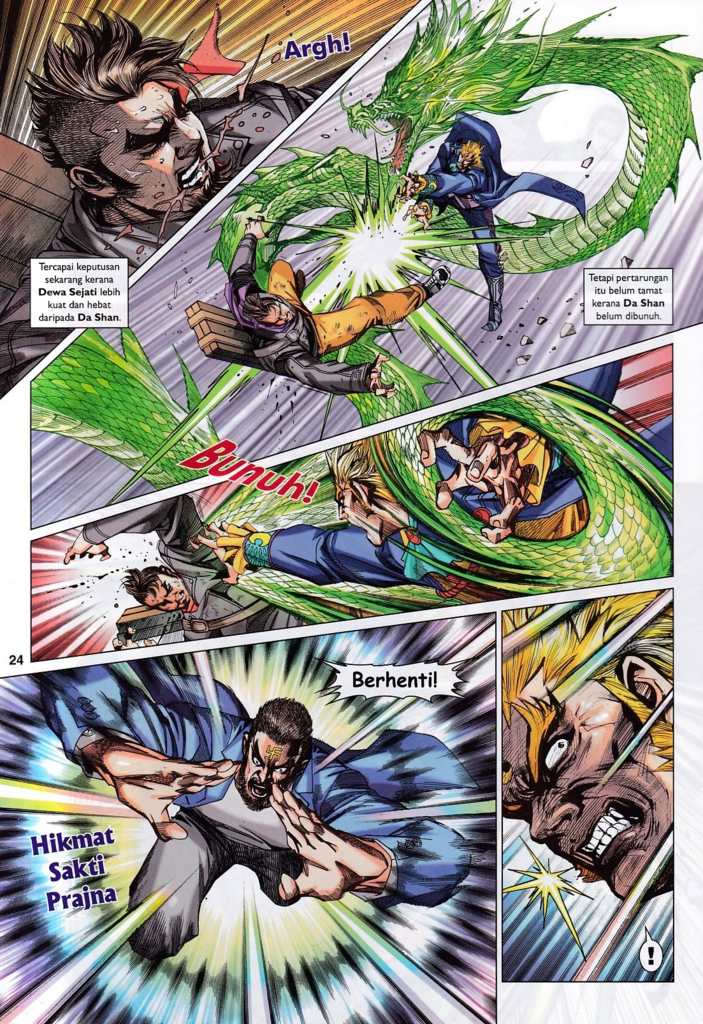 Argh!
Tercapai keputusan
sekarang kerana
Dewa Sejati lebih
kuat dan hebat
daripada Da Shan.
Tetapi pertarungan
itu belum tamat
kerana Da Shan
belum dibunuh.
Bunuh!
24
Berhenti!
Hikmat
Sakti
Prajna
!